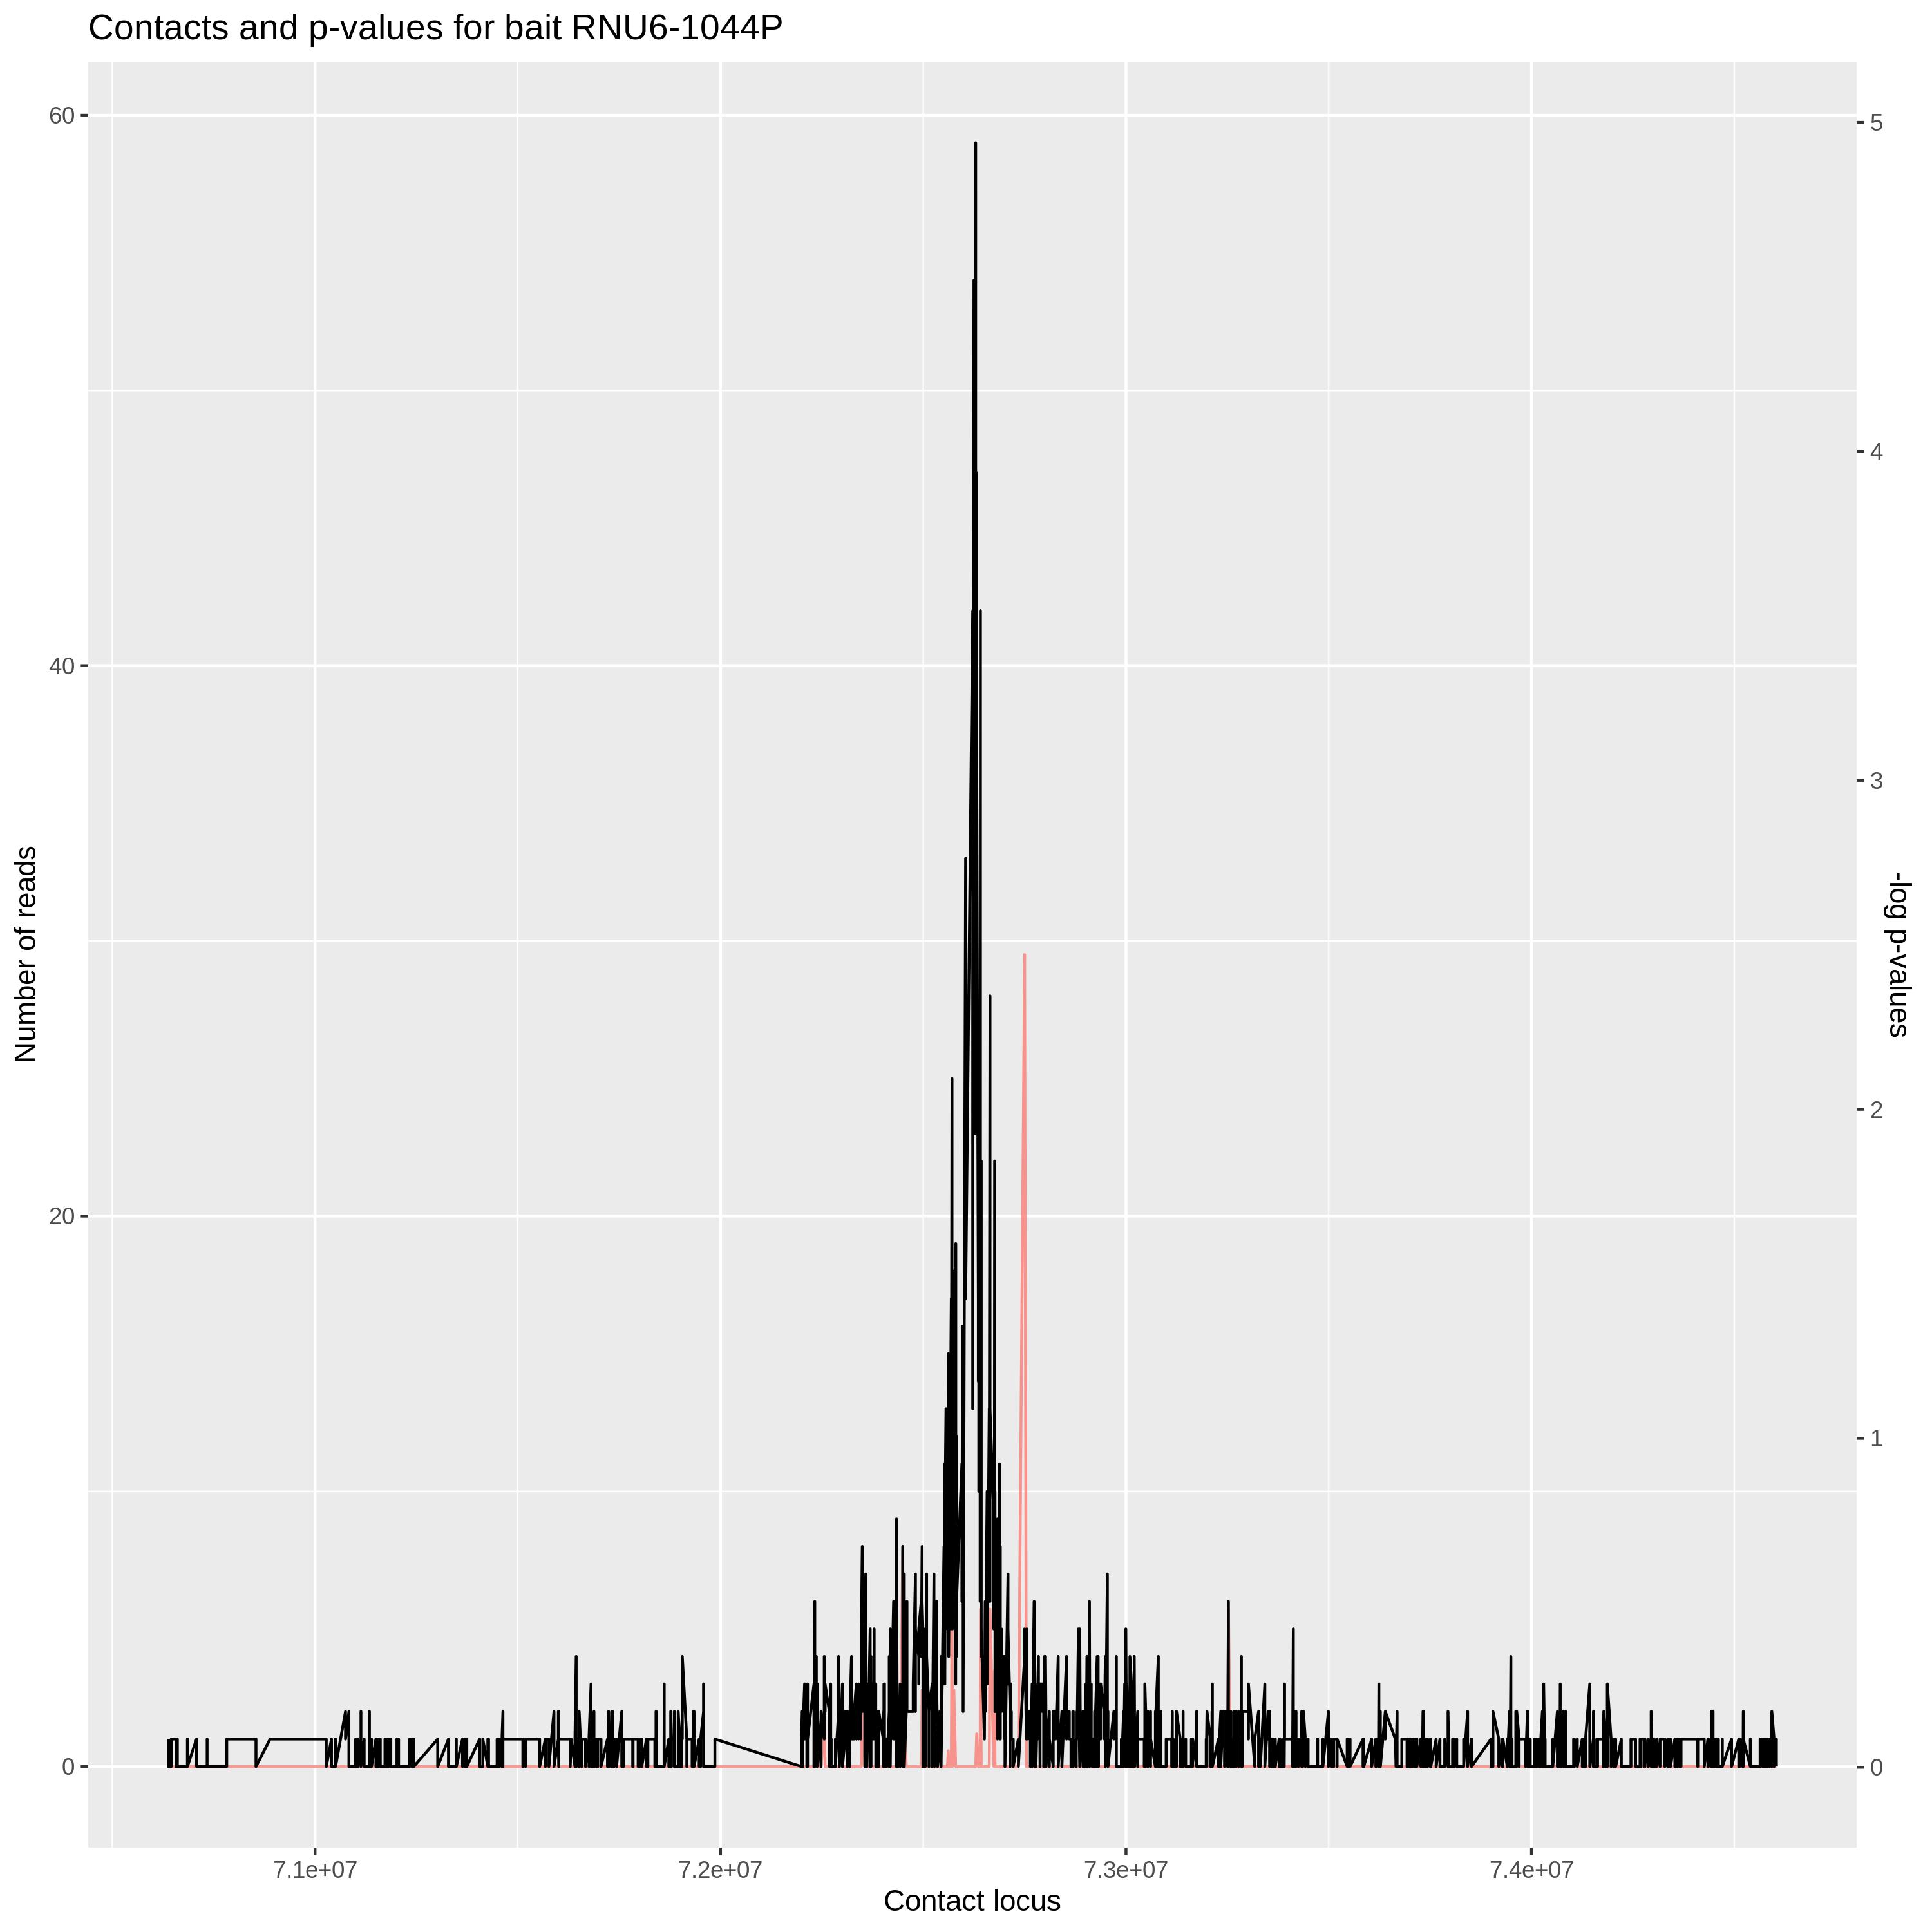 Contacts and p-values for bait RNU6-1044P
60
40
20
0
Number of reads
5
4
3
2
1
0
-log p-values
7.1e+07
7.2e+07
7.3e+07
7.4e+07
Contact locus